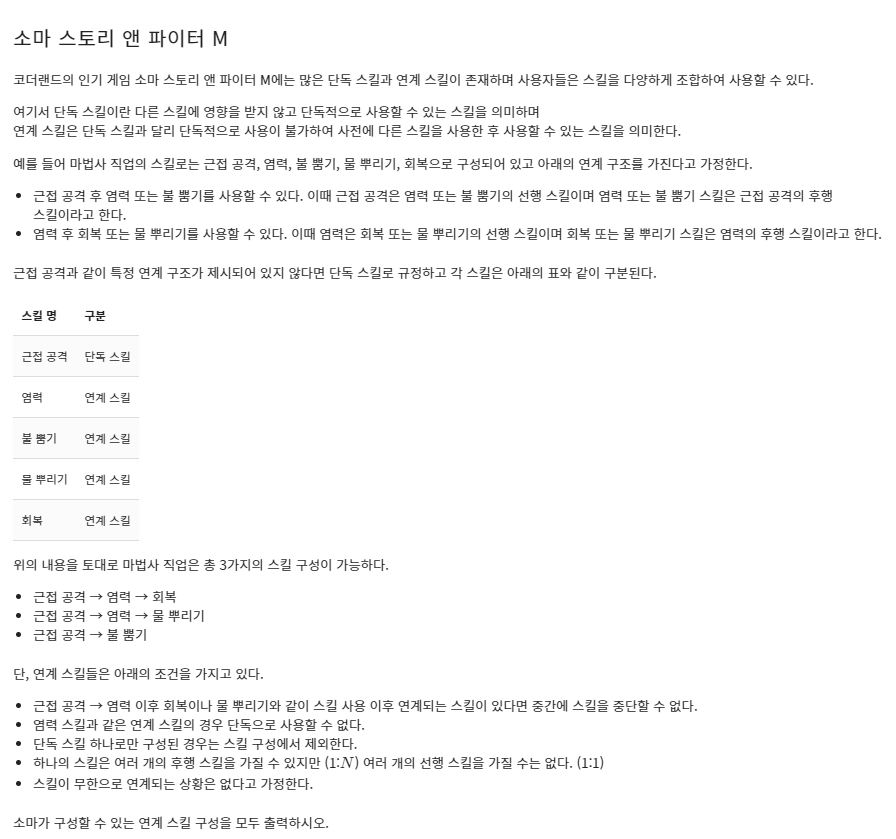 소마 스토리 앤 파이터 M
코더랜드의 인기 게임 소마 스토리 앤 파이터 M에는 많은 단독 스킬과 연계 스킬이 존재하며 사용자들은 스킬을 다양하게 조합하여 사용할 수 있다.
여기서 단독 스킬이란 다른 스킬에 영향을 받지 않고 단독적으로 사용할 수 있는 스킬을 의미하며
연계 스킬은 단독 스킬과 달리 단독적으로 사용이 불가하여 사전에 다른 스킬을 사용한 후 사용할 수 있는 스킬을 의미한다.
예를 들어 마법사 직업의 스킬로는 근접 공격, 염력, 불 뿜기, 물 뿌리기, 회복으로 구성되어 있고 아래의 연계 구조를 가진다고 가정한다.
• 근접 공격 후 염력 또는 불 뿜기를 사용할 수 있다. 이때 근접 공격은 염력 또는 불 뿜기의 선행 스킬이며 염력 또는 불 뿜기 스킬은 근접 공격의 후행
스킬이라고 한다.
• 염력 후 회복 또는 물 뿌리기를 사용할 수 있다. 이때 염력은 회복 또는 물 뿌리기의 선행 스킬이며 회복 또는 물 뿌리기 스킬은 염력의 후행 스킬이라고 한다.
근접 공격과 같이 특정 연계 구조가 제시되어 있지 않다면 단독 스킬로 규정하고 각 스킬은 아래의 표와 같이 구분된다.
스킬 명 구분
근접 공격 단독 스킬
염력 연계 스킬
불 뿜기 연계 스킬
물 뿌리기 연계 스킬
회복 연계 스킬
위의 내용을 토대로 마법사 직업은 총 3가지의 스킬 구성이 가능하다.
• 근접 공격 → 염력 → 회복
• 근접 공격 → 염력 → 물 뿌리기
• 근접 공격 → 불 뿜기
단, 연계 스킬들은 아래의 조건을 가지고 있다.
• 근접 공격 → 염력 이후 회복이나 물 뿌리기와 같이 스킬 사용 이후 연계되는 스킬이 있다면 중간에 스킬을 중단할 수 없다.
• 염력 스킬과 같은 연계 스킬의 경우 단독으로 사용할 수 없다.
• 단독 스킬 하나로만 구성된 경우는 스킬 구성에서 제외한다.
• 하나의 스킬은 여러 개의 후행 스킬을 가질 수 있지만 (1:N) 여러 개의 선행 스킬을 가질 수는 없다. (1:1)
• 스킬이 무한으로 연계되는 상황은 없다고 가정한다.
소마가 구성할 수 있는 연계 스킬 구성을 모두 출력하시오.